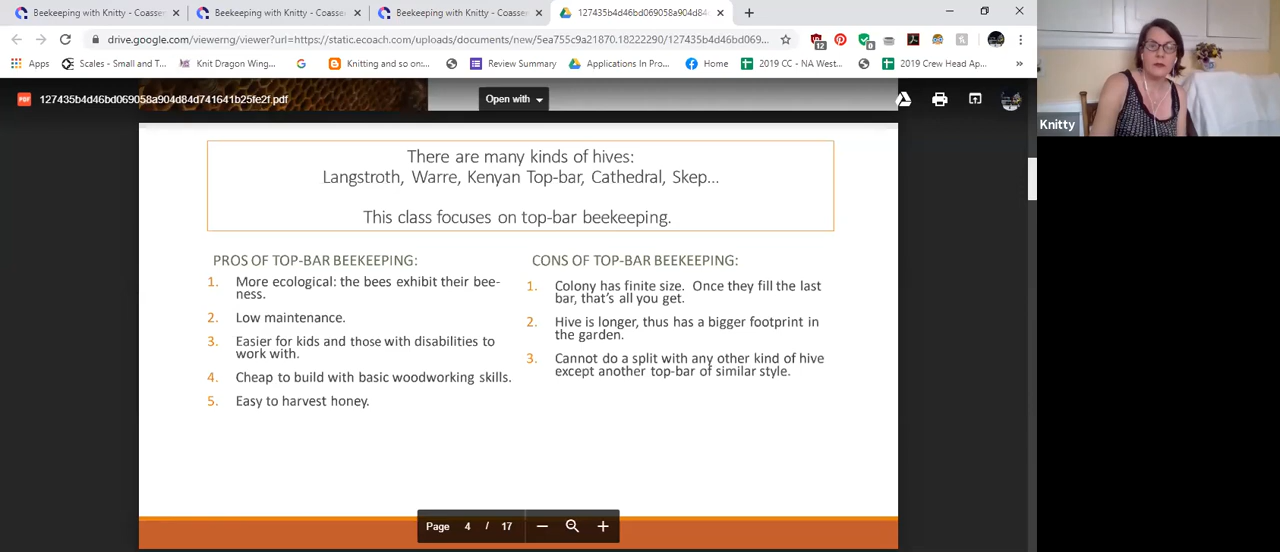 Beekeeping with Knitty - Coasse
Beekeeping with Knitty - Coasse
Beekeeping with Knitty - Coasse
127435b4d46bd069058a904d84
drive.google.com/viewerng/viewer?url=https://static.ecoach.com/uploads/documents/new/5ea755c9a21870.18222290/127435b4d46bd069...
Apps
Scales - Small and T...
Knit Dragon Wing...
Knitting and so on:...
Review Summary
Applications In Pro...
Home
2019 CC - NA West...
2019 Crew Head Ap...
»
127435b4d46bd069058a904d84d741641b25fe2f.pdf
Open with
Knitty
There are many kinds of hives:
Langstroth, Warre, Kenyan Top-bar, Cathedral, Skep...
This class focuses on top-bar beekeeping.
PROS OF TOP-BAR BEEKEEPING:
1. More ecological: the bees exhibit their bee-
ness.
2. Low maintenance.
3. Easier for kids and those with disabilities to
work with.
4. Cheap to build with basic woodworking skills.
5. Easy to harvest honey.
CONS OF TOP-BAR BEEKEEPING:
1. Colony has finite size. Once they fill the last
bar, that's all you get.
2. Hive is longer, thus has a bigger footprint in
the garden.
3. Cannot do a split with any other kind of hive
except another top-bar of similar style.
Page 4 / 17